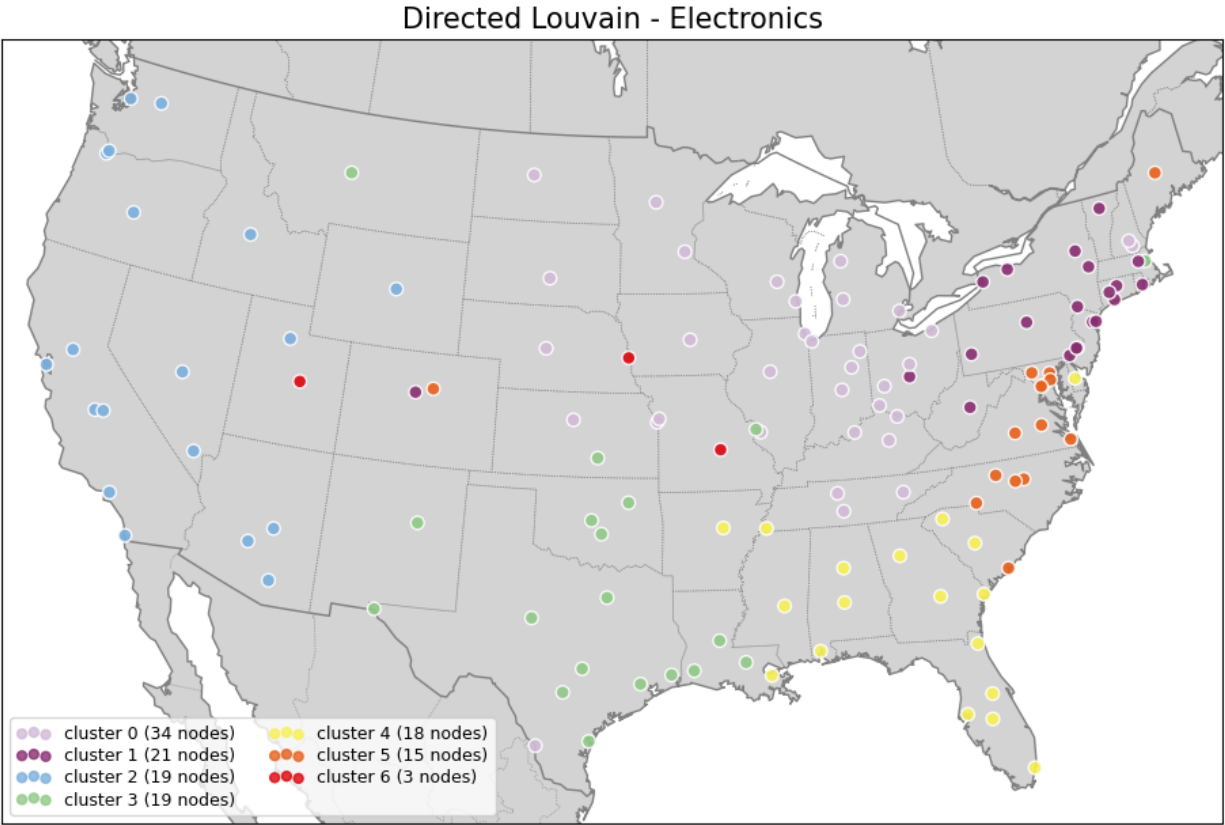 Directed Louvain - Electronics
cluster 0 (34 nodes)
cluster 1 (21 nodes)
cluster 2 (19 nodes)
cluster 3 (19 nodes)
cluster 4 (18 nodes)
cluster 5 (15 nodes)
cluster 6 (3 nodes)